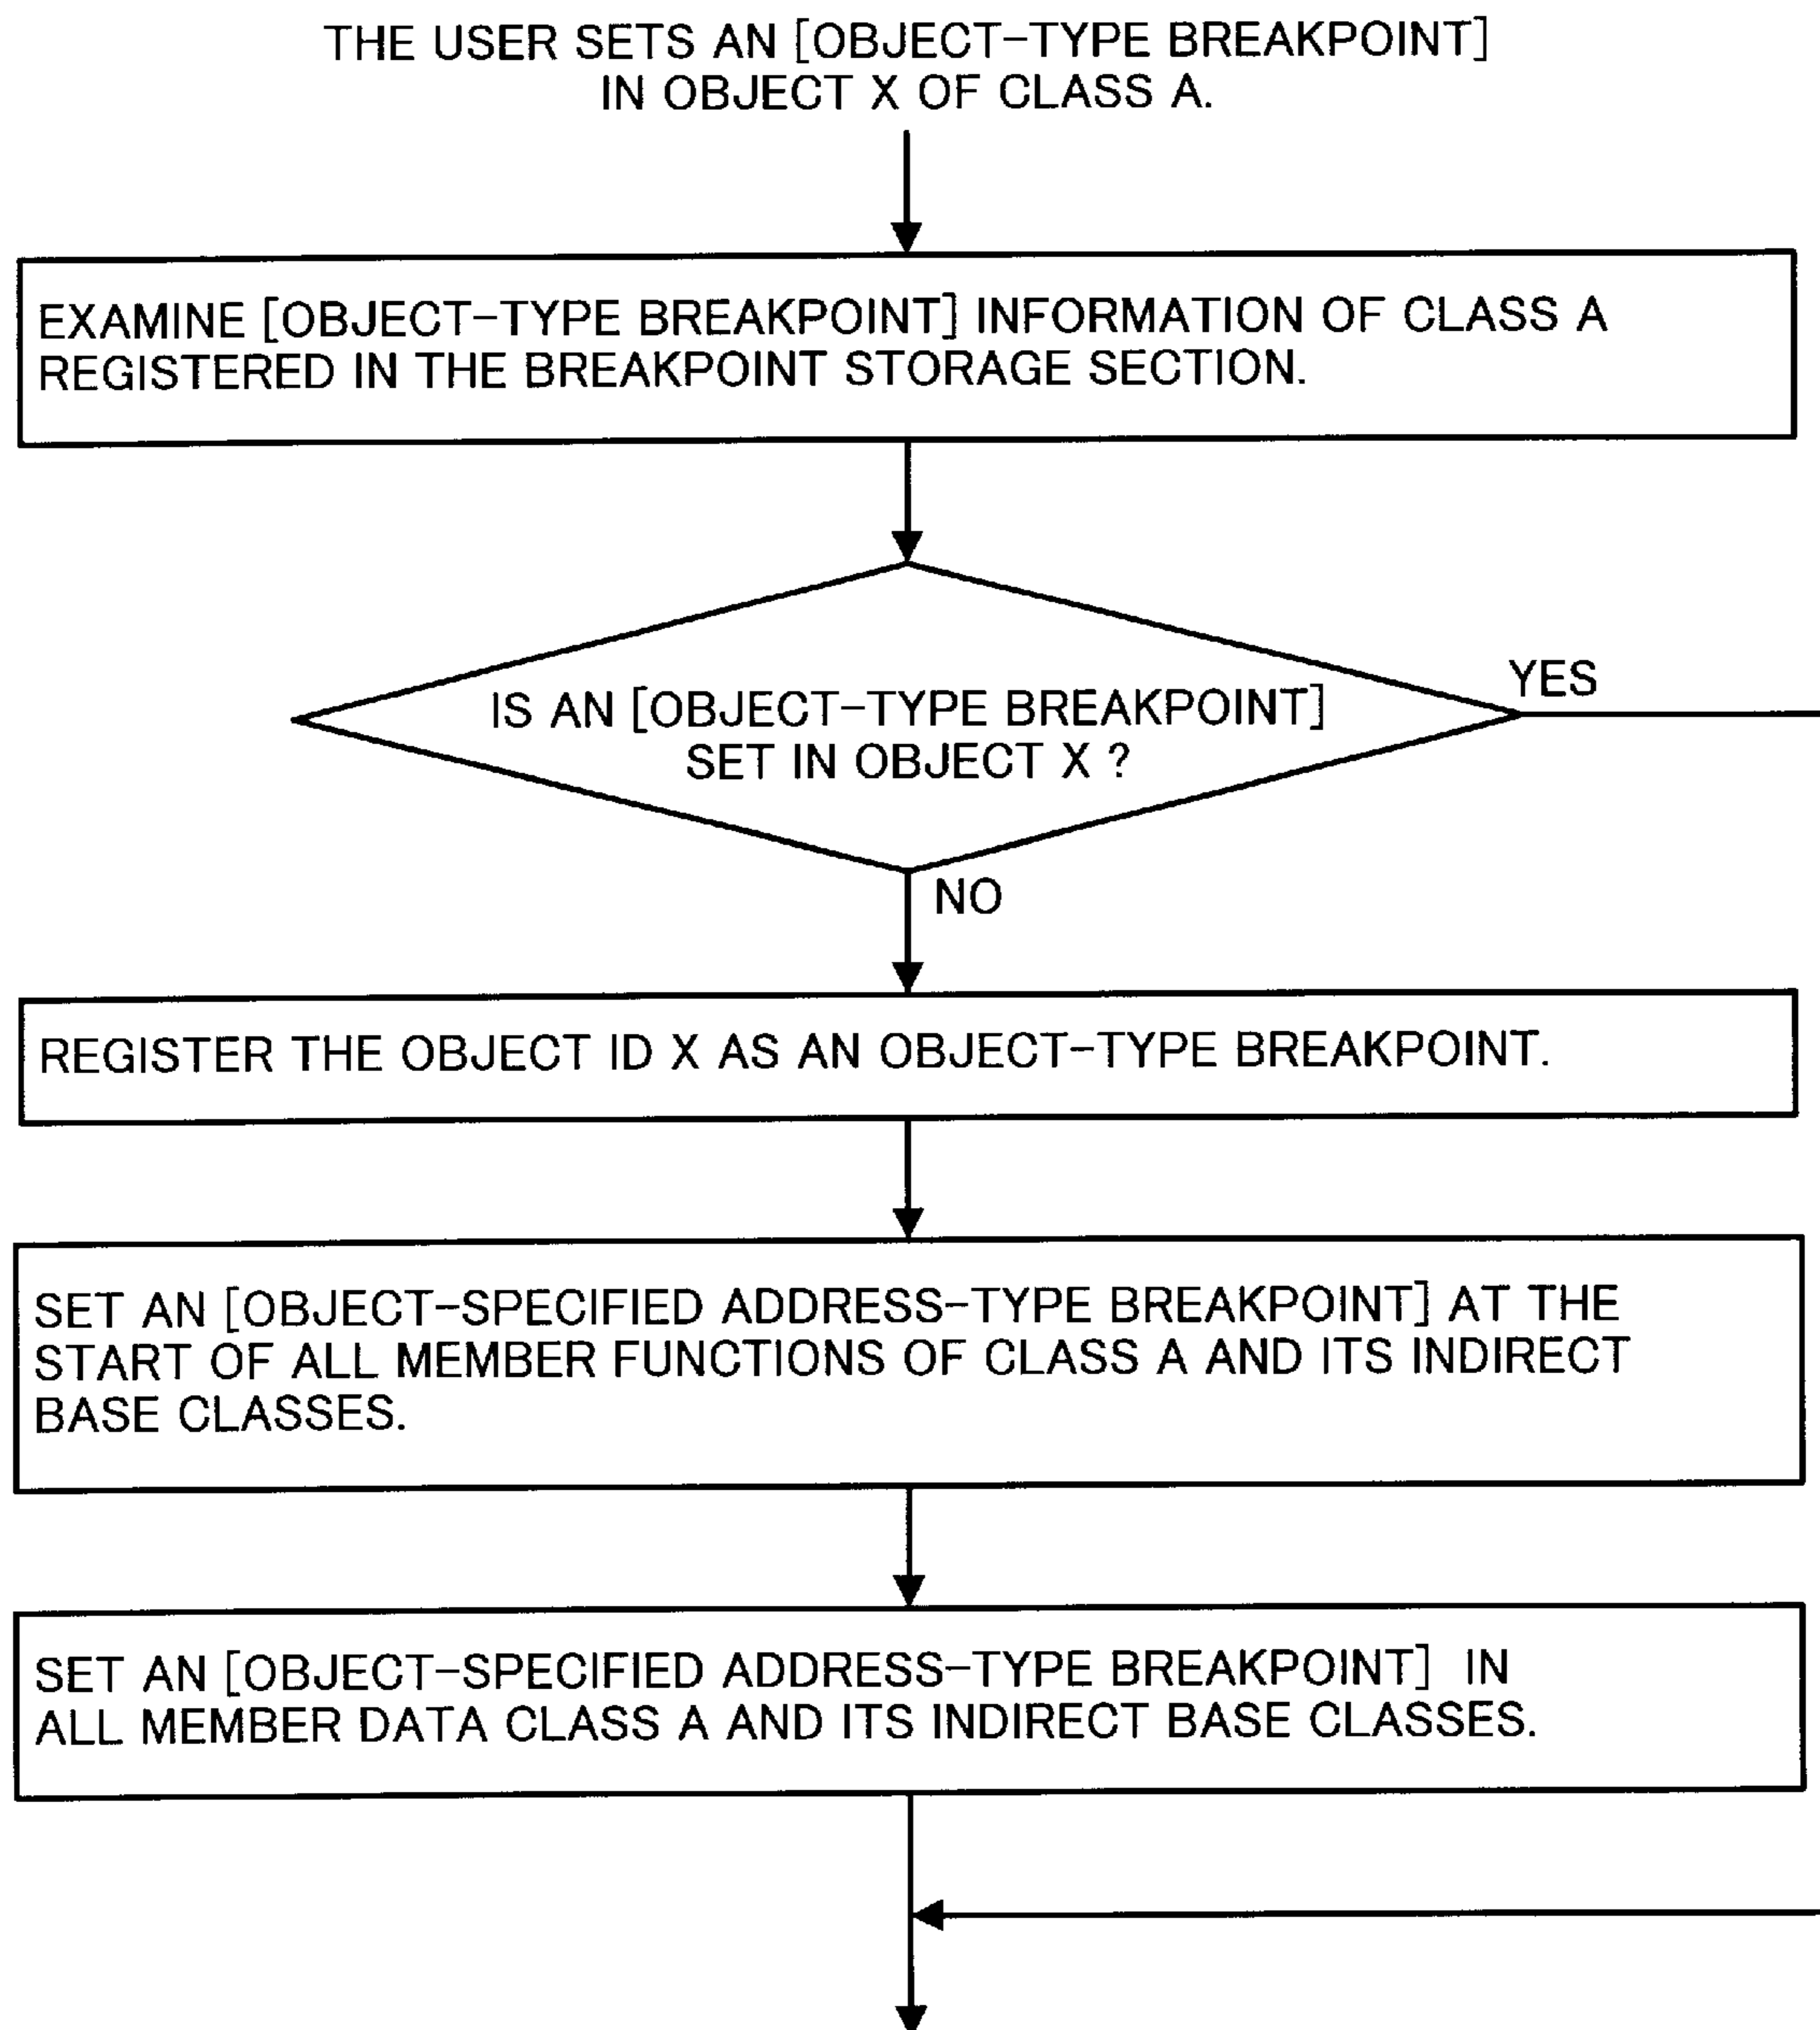 THE USER SETS AN [OBJECT-TYPE BREAKPOINT]
IN OBJECT X OF CLASS A.
EXAMINE [OBJECT-TYPE BREAKPOINT] INFORMATION OF CLASS A
REGISTERED IN THE BREAKPOINT STORAGE SECTION.
YES
IS AN [OBJECT-TYPE BREAKPOINT]
SET IN OBJECT X ?
NO
REGISTER THE OBJECT ID X AS AN OBJECT-TYPE BREAKPOINT.
SET AN [OBJECT-SPECIFIED ADDRESS-TYPE BREAKPOINT] AT THE
START OF ALL MEMBER FUNCTIONS OF CLASS A AND ITS INDIRECT
BASE CLASSES.
SET AN [OBJECT-SPECIFIED ADDRESS-TYPE BREAKPOINT] IN
ALL MEMBER DATA CLASS A AND ITS INDIRECT BASE CLASSES.